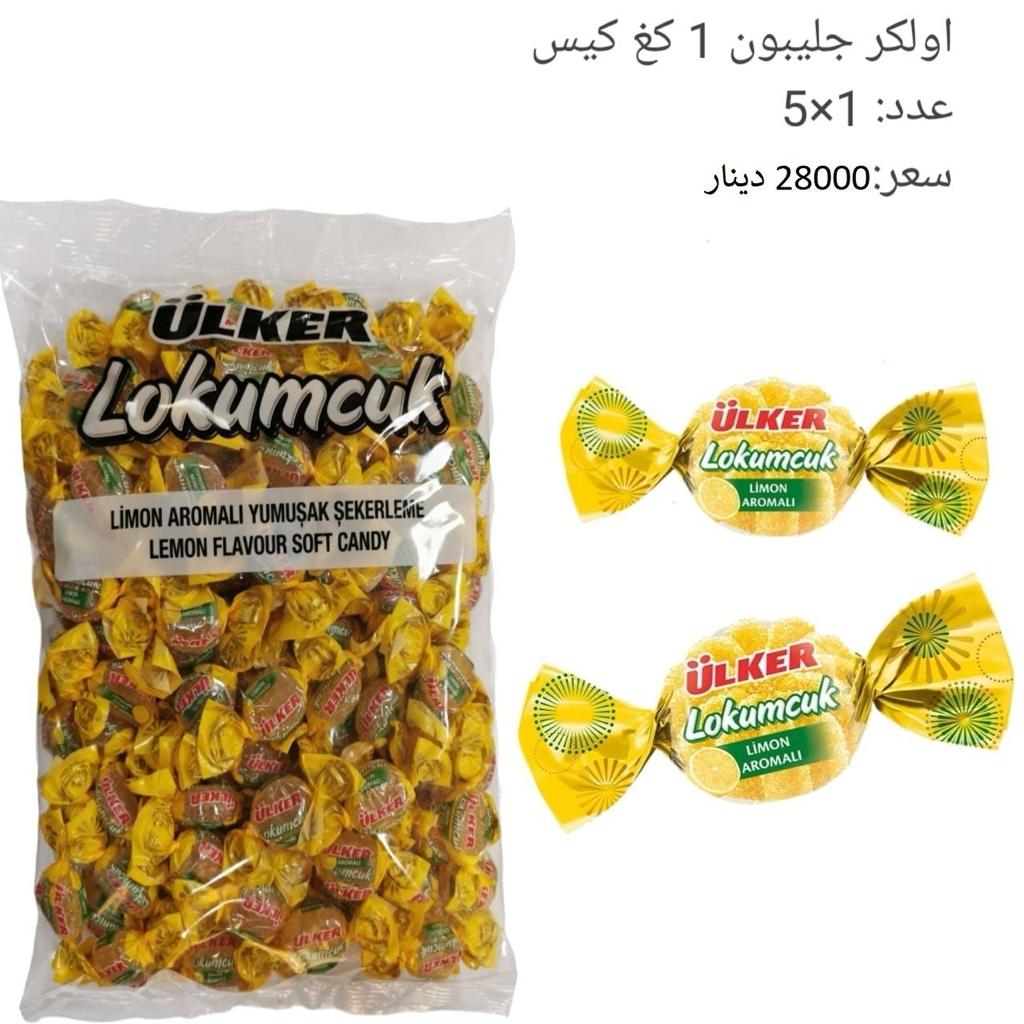 اولكر جليبون 1 كغ كيس
عدد: 1×5
سعر:28000 دينار
ÜLKER
Lokumcuk
LİMON AROMALI YUMUŞAK ŞEKERLEME
LEMON FLAVOUR SOFT CANDY
ÜLKER
Lokumcuk
LİMON
AROMALI
ÜLKER
Lokumcuk
LİMON
AROMALI